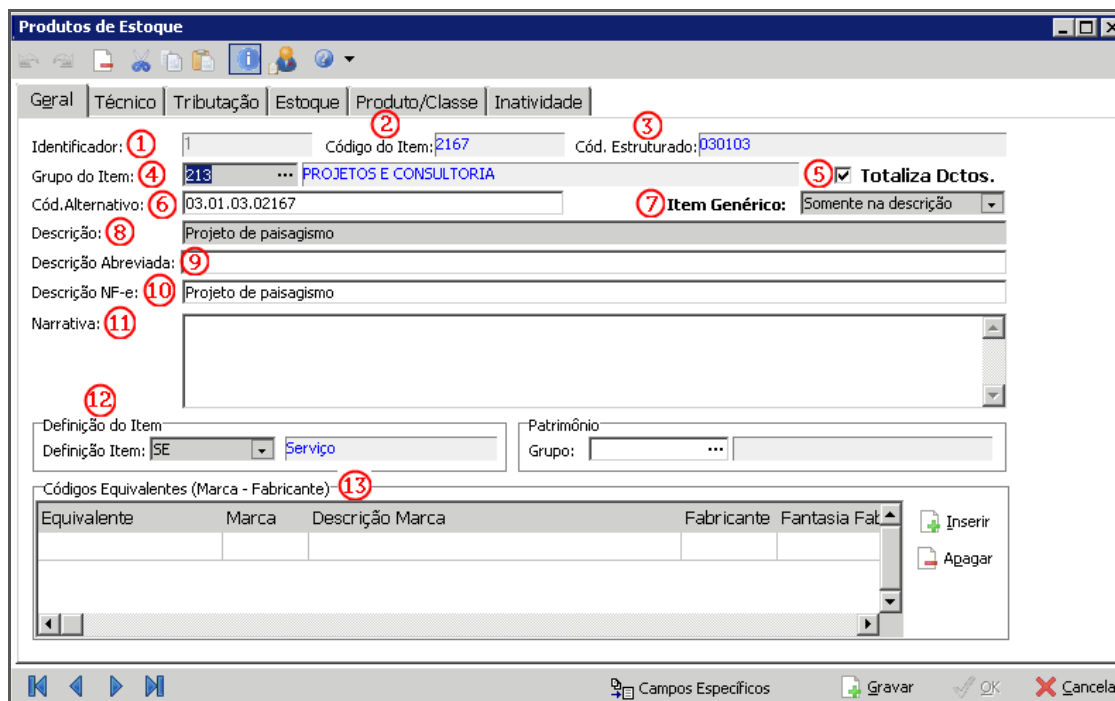 Produtos de Estoque
Geral Técnico Tributação Estoque Produto/Classe Inatividade
Identificador: 1 1 Código do Item: 2 2167 Cód. Estruturado: 3 030103
Grupo do Item: 4 213 ... PROJETOS E CONSULTORIA 5 Totaliza Dctos.
Cód.Alternativo: 6 03.01.03.02167 7 Item Genérico: Somente na descrição
Descrição: 8 Projeto de paisagismo
Descrição Abreviada: 9
Descrição NF-e: 10 Projeto de paisagismo
Narrativa: 11
12
Definição do Item Patrimônio
Definição Item: SE Serviço Grupo: ...
Códigos Equivalentes (Marca - Fabricante) 13
Equivalente Marca Descrição Marca Fabricante Fantasia Fab
Inserir
Apagar
Campos Específicos Gravar OK Cancela